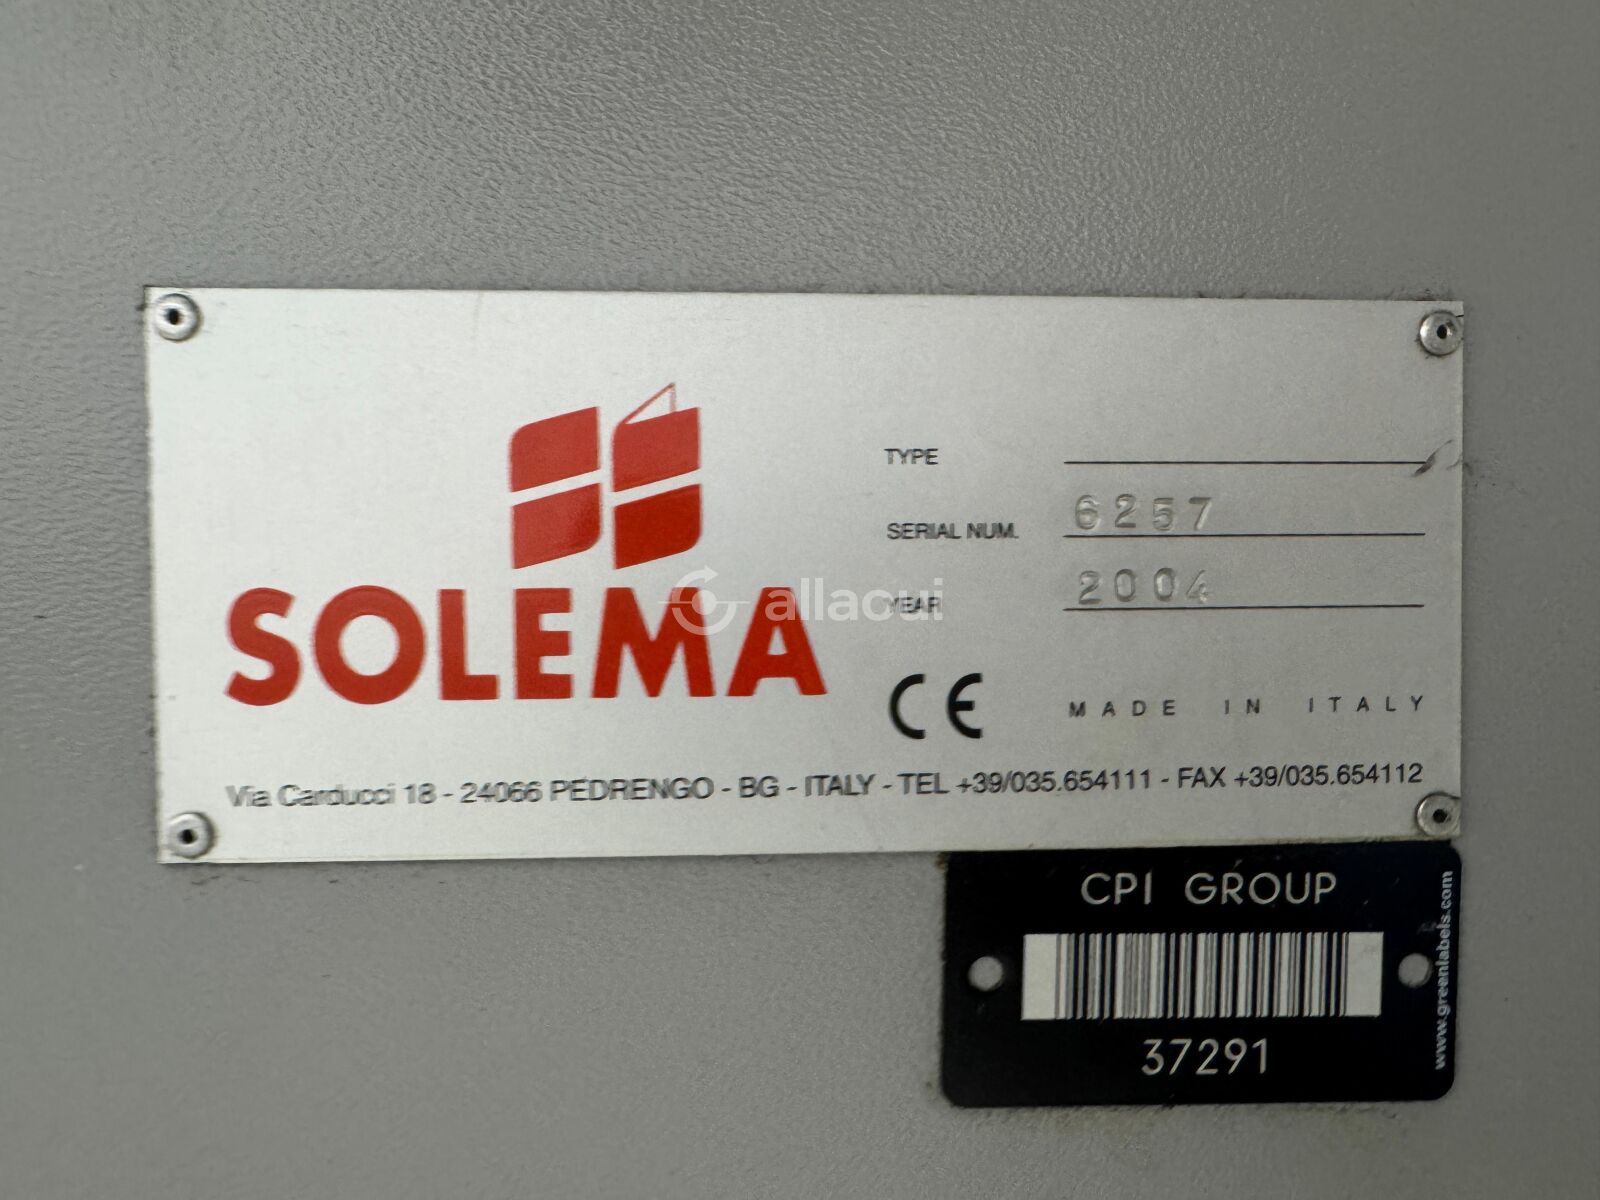 TYPE
SERIAL NUM. 6257
YEAR 2004
SOLEMA
allaoui
CE MADE IN ITALY
Via Carducci 18 - 24066 PEDRENGO - BG - ITALY - TEL +39/035.654111 - FAX +39/035.654112
CPI GROUP
37291
www.greenlabels.com